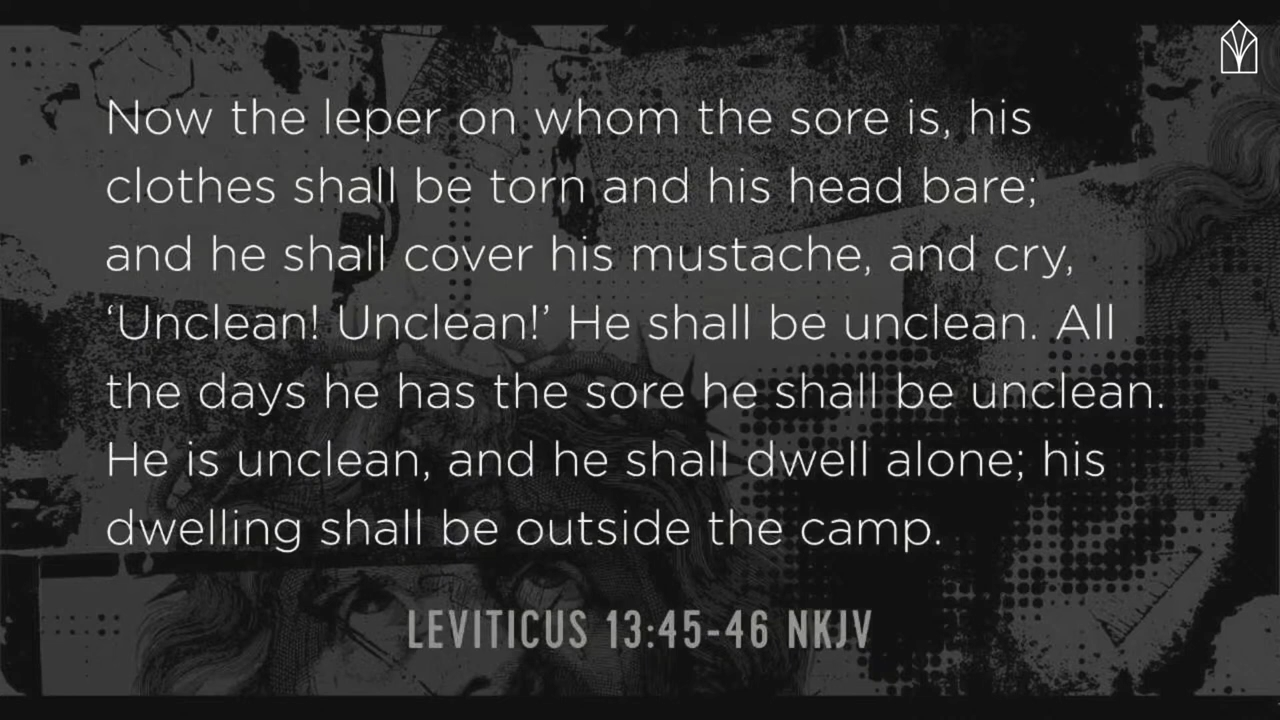 Now the leper on whom the sore is, his
clothes shall be torn and his head bare;
and he shall cover his mustache, and cry,
‘Unclean! Unclean!’ He shall be unclean. All
the days he has the sore he shall be unclean.
He is unclean, and he shall dwell alone; his
dwelling shall be outside the camp.
LEVITICUS 13:45-46 NKJV